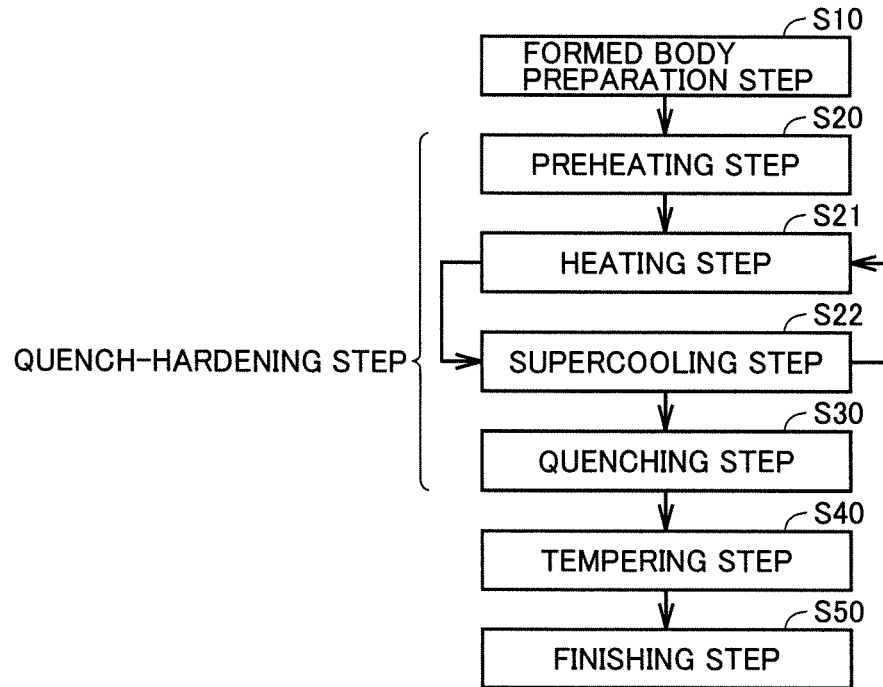 S10
FORMED BODY
PREPARATION STEP
S20
PREHEATING STEP
S21
HEATING STEP
S22
QUENCH-HARDENING STEP
SUPERCOOLING STEP
S30
QUENCHING STEP
S40
TEMPERING STEP
S50
FINISHING STEP